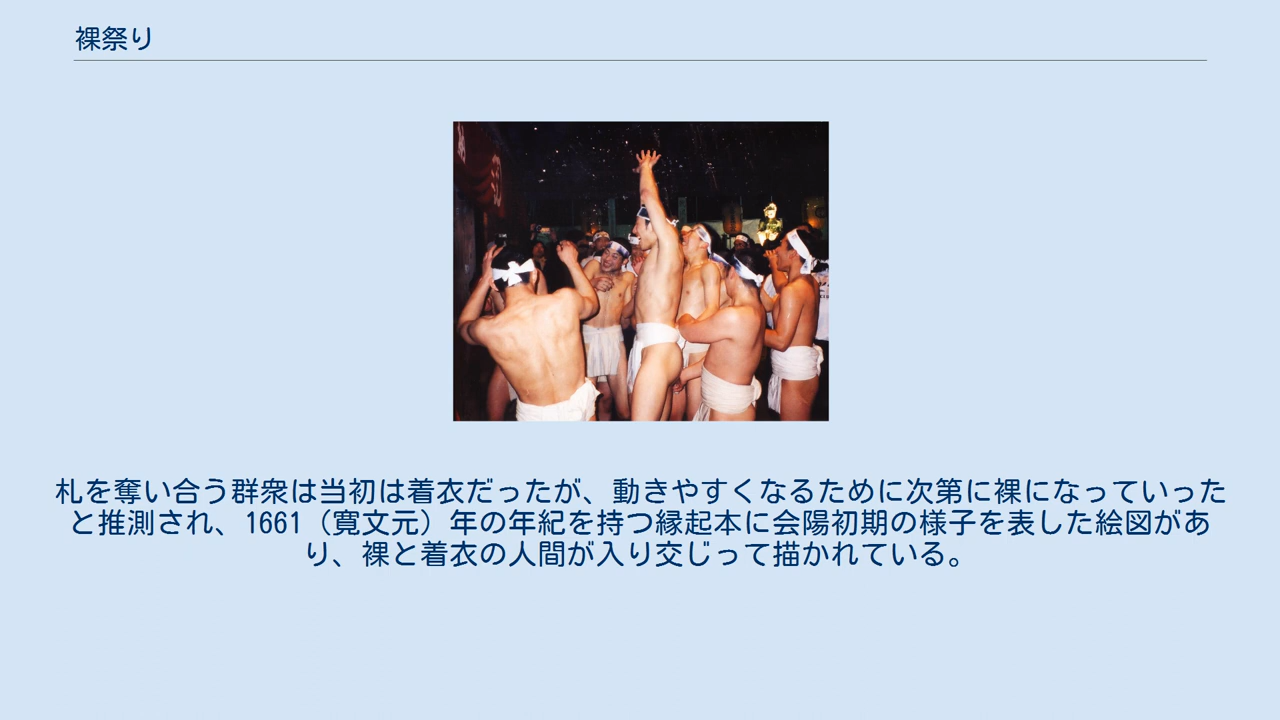 裸祭り
札を奪い合う群衆は当初は着衣だったが、動きやすくなるために次第に裸になっていった
と推測され、1661（寛文元）年の年紀を持つ縁起本に会陽初期の様子を表した絵図があ
り、裸と着衣の人間が入り交じって描かれている。